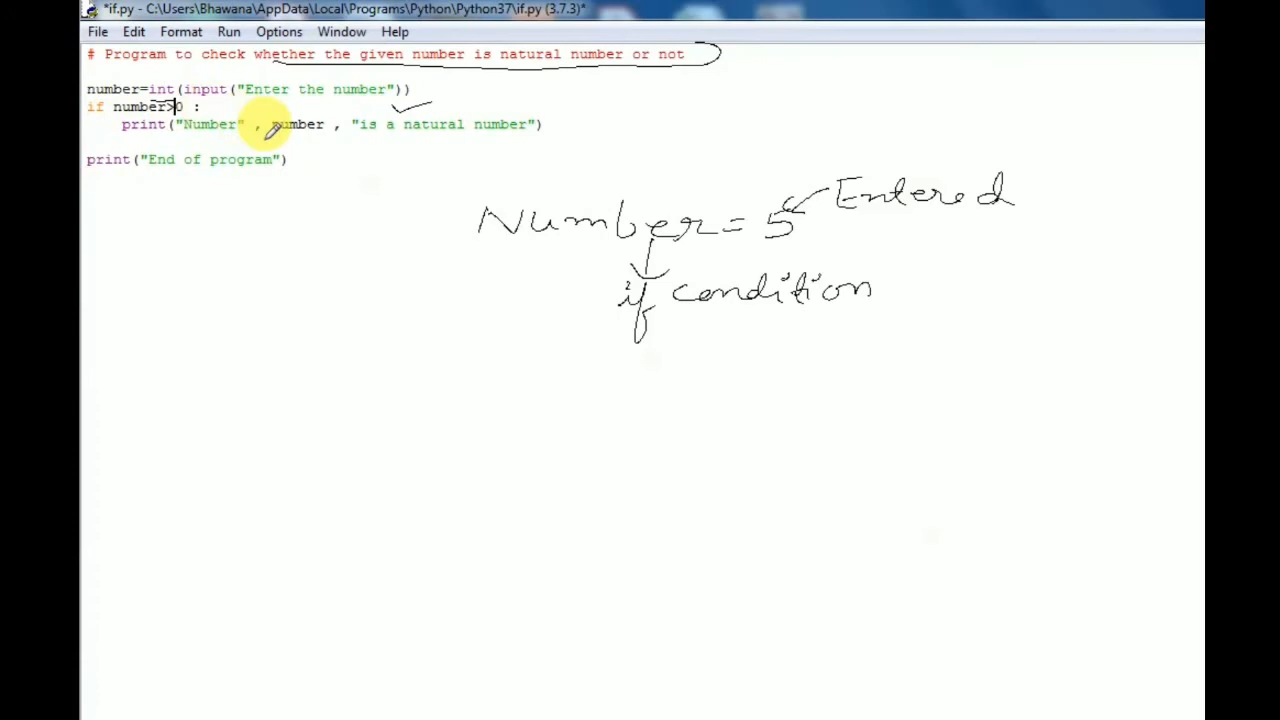 *if.py - C:\Users\Bhawana\AppData\Local\Programs\Python\Python37\if.py (3.7.3)*
File Edit Format Run Options Window Help
# Program to check whether the given number is natural number or not
number=int(input("Enter the number"))
if number>0 :
print("Number" , number , "is a natural number")
print("End of program")
Number = 5 Entered
if condition